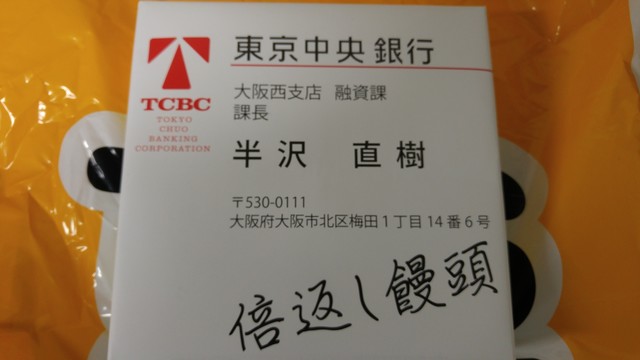 東京中央銀行
TCBC
TOKYO
CHUO
BANKING
CORPORATION
大阪西支店 融資課
課長
半沢 直樹
〒530-0111
大阪府大阪市北区梅田1丁目14番6号
倍返し饅頭